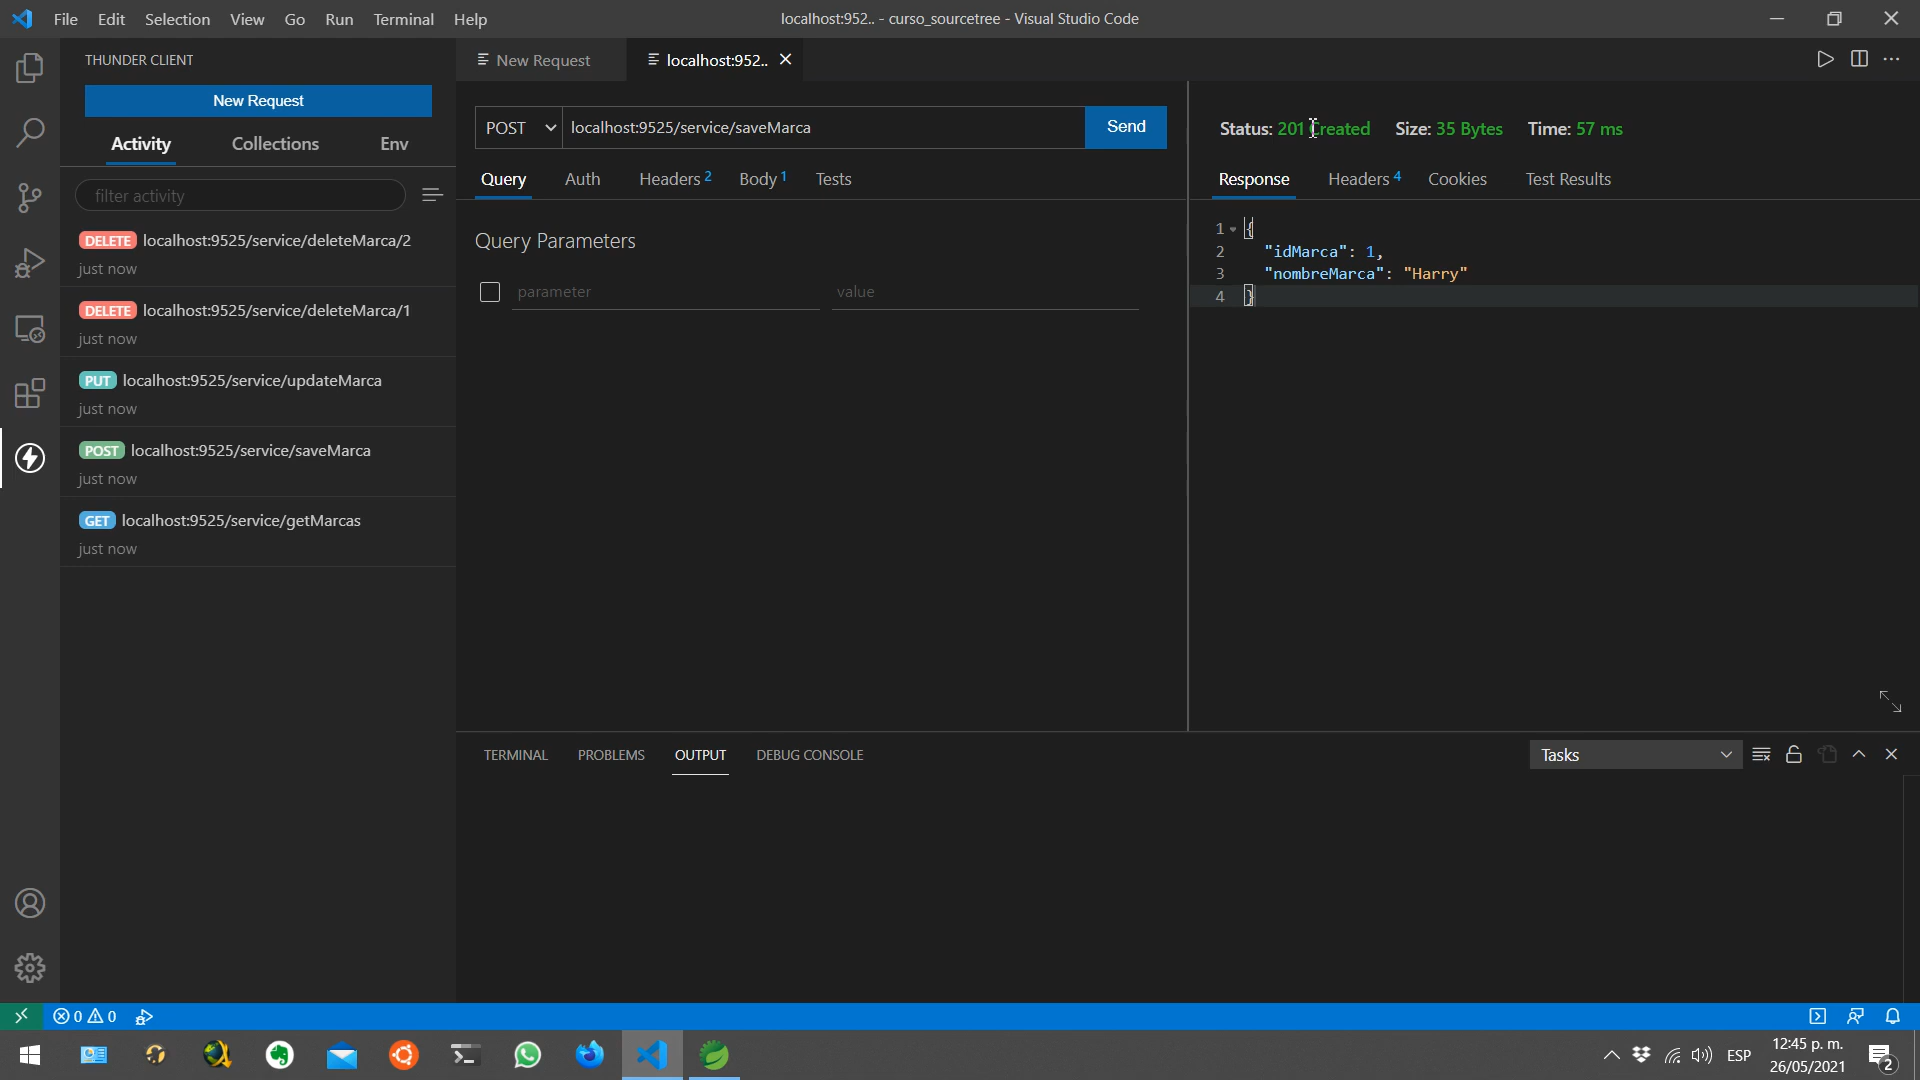 File Edit Selection View Go Run Terminal Help
localhost:952.. - curso_sourcetree - Visual Studio Code
THUNDER CLIENT
New Request
Activity Collections Env
filter activity
DELETE localhost:9525/service/deleteMarca/2
just now
DELETE localhost:9525/service/deleteMarca/1
just now
PUT localhost:9525/service/updateMarca
just now
POST localhost:9525/service/saveMarca
just now
GET localhost:9525/service/getMarcas
just now
New Request localhost:952..
POST localhost:9525/service/saveMarca Send
Query Auth Headers 2 Body 1 Tests
Query Parameters
parameter value
Status: 201 Created Size: 35 Bytes Time: 57 ms
Response Headers 4 Cookies Test Results
1 {
2 "idMarca": 1,
3 "nombreMarca": "Harry"
4 }
TERMINAL PROBLEMS OUTPUT DEBUG CONSOLE
Tasks
0 0
ESP
12:45 p. m.
26/05/2021
2